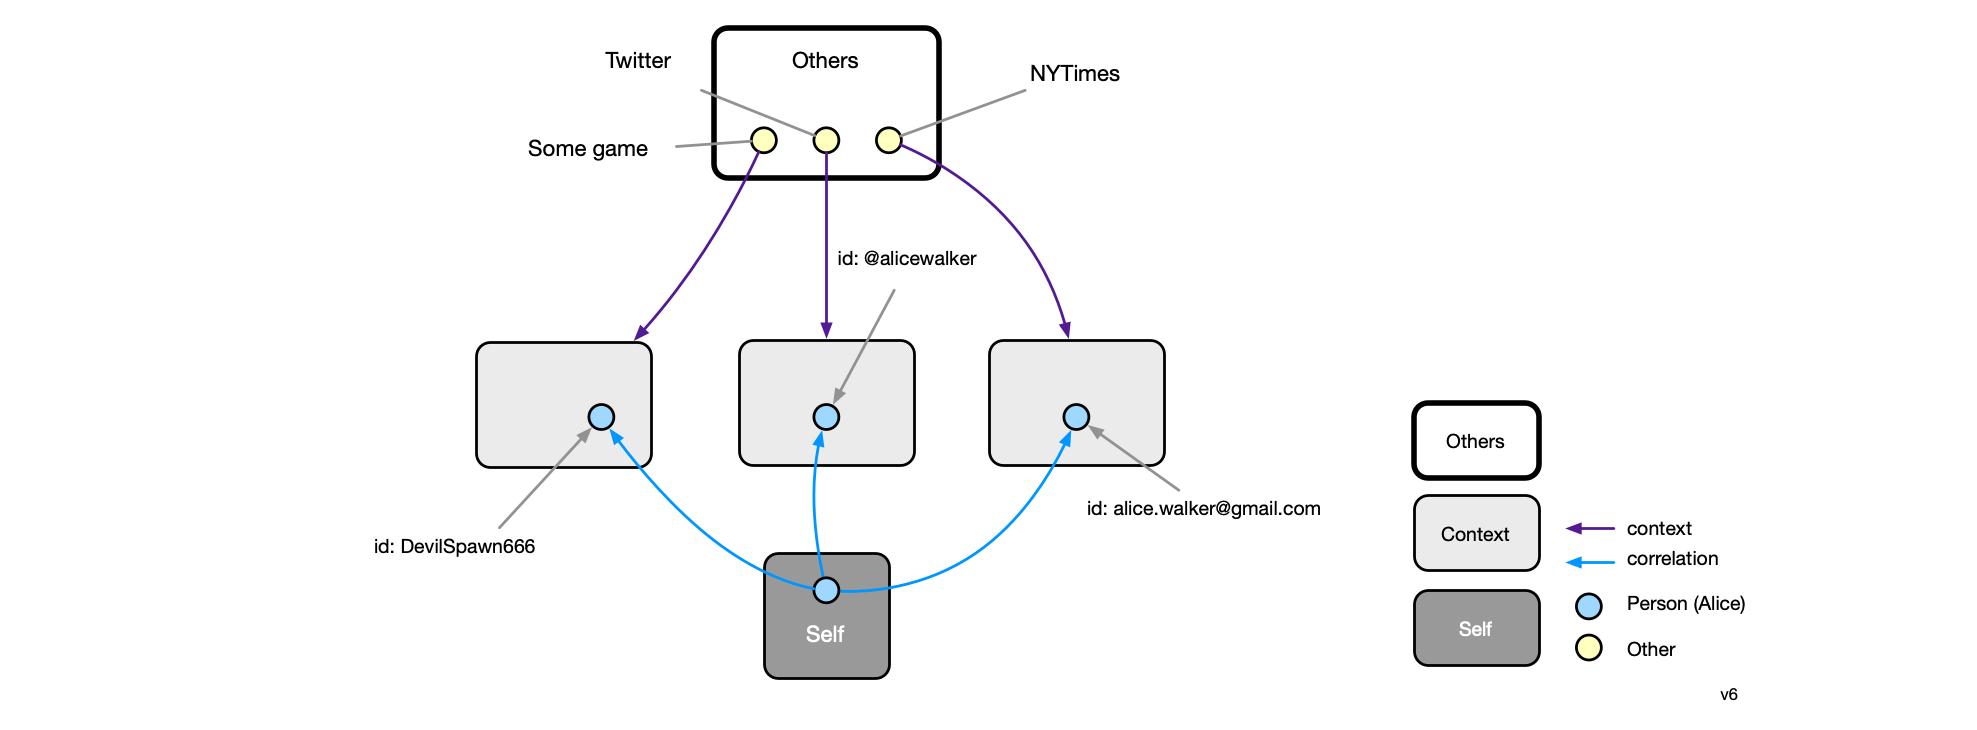 Twitter
Others
NYTimes
Some game
id: @alicewalker
id: alice.walker@gmail.com
id: DevilSpawn666
Self
Others
Context
context
correlation
Self
Person (Alice)
Other
v6